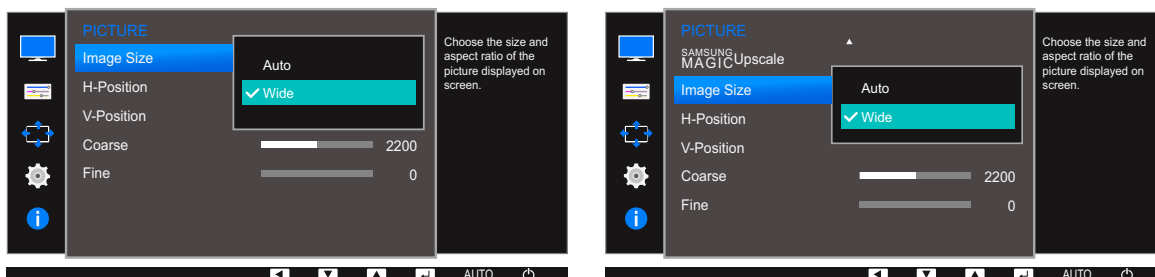 PICTURE
Image Size
H-Position
V-Position
Coarse
Fine
Auto
Wide
2200
0
Choose the size and
aspect ratio of the
picture displayed on
screen.
AUTO
PICTURE
SAMSUNG
MAGICUpscale
Image Size
H-Position
V-Position
Coarse
Fine
Auto
Wide
2200
0
Choose the size and
aspect ratio of the
picture displayed on
screen.
AUTO